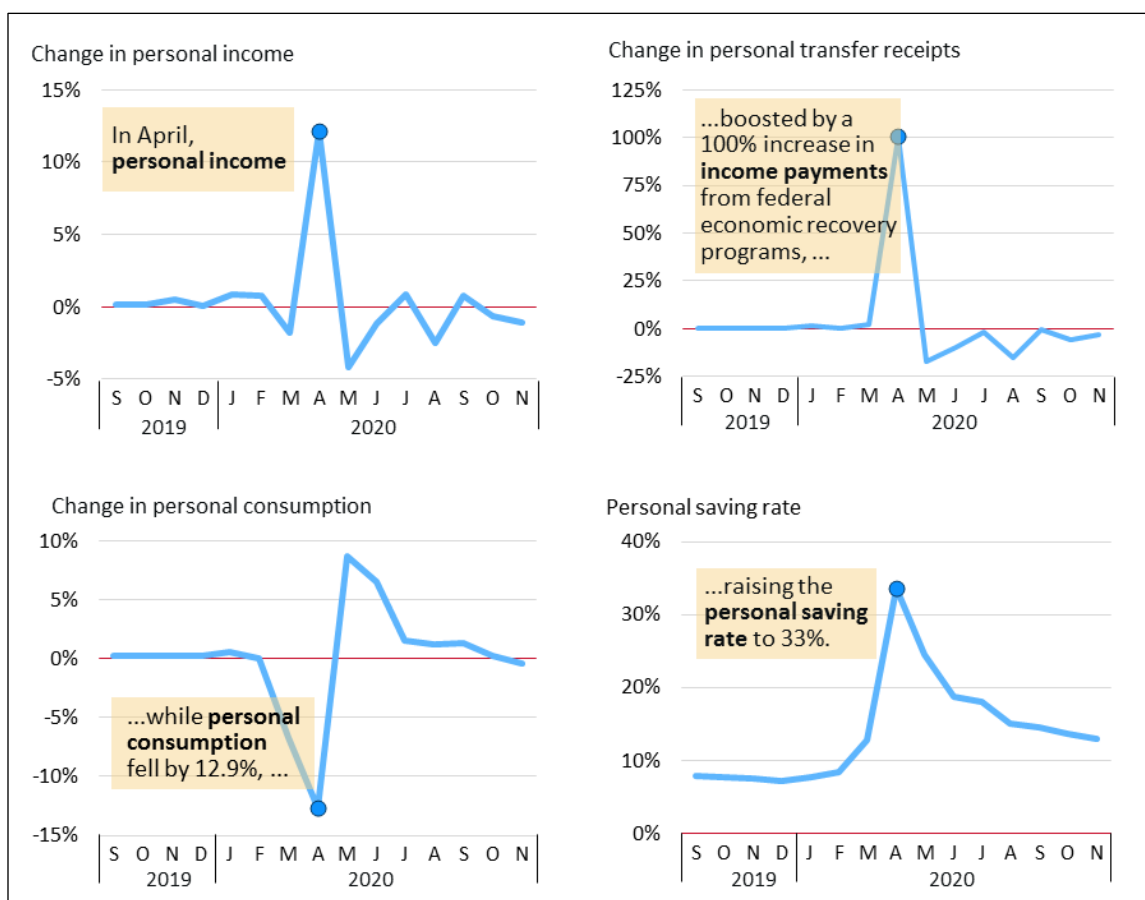 Change in personal income
15%
10%
5%
0%
-5%
In April,
personal income
S O N D J F M A M J J A S O N
2019 2020
Change in personal transfer receipts
125%
100%
75%
50%
25%
0%
-25%
...boosted by a
100% increase in
income payments
from federal
economic recovery
programs, ...
S O N D J F M A M J J A S O N
2019 2020
Change in personal consumption
10%
5%
0%
-5%
-10%
-15%
...while personal
consumption
fell by 12.9%, ...
S O N D J F M A M J J A S O N
2019 2020
Personal saving rate
40%
30%
20%
10%
0%
...raising the
personal saving
rate to 33%.
S O N D J F M A M J J A S O N
2019 2020